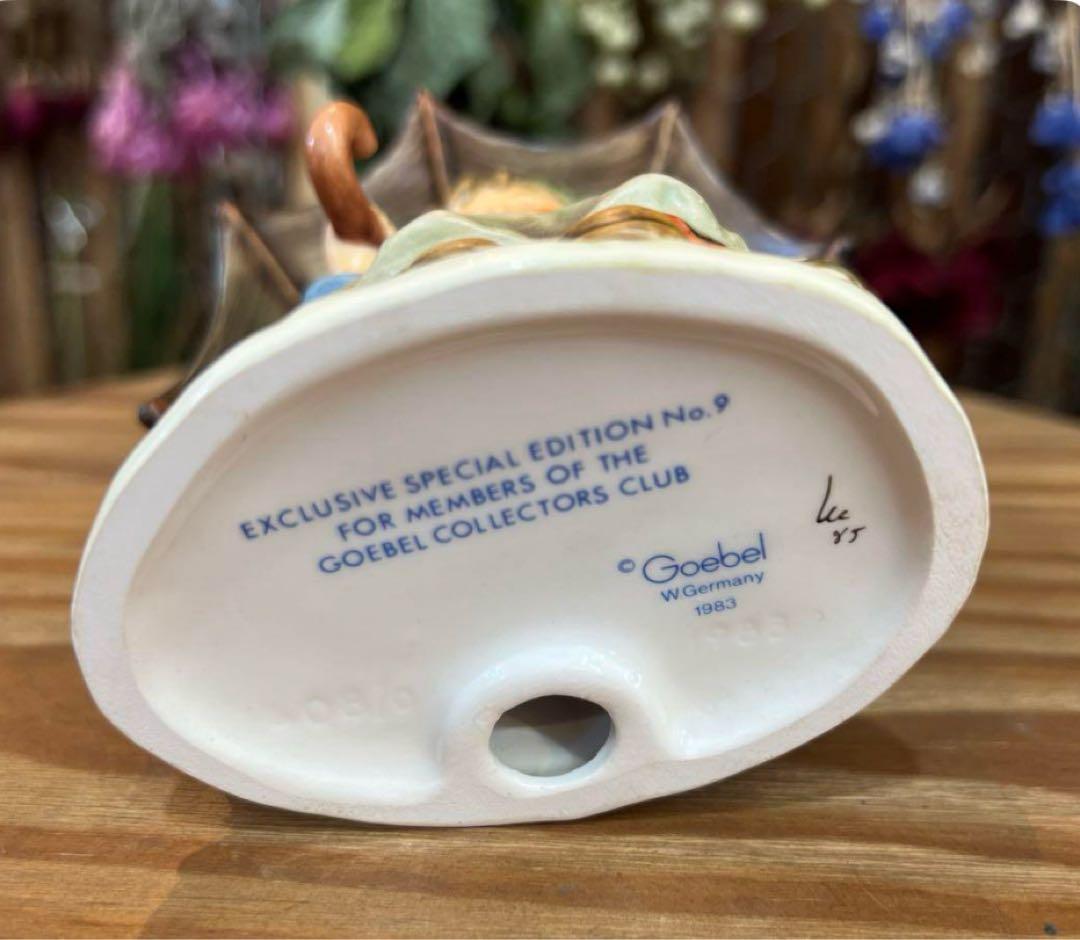 EXCLUSIVE SPECIAL EDITION No. 9
FOR MEMBERS OF THE
GOEBEL COLLECTORS CLUB
© Goebel
W Germany
1983